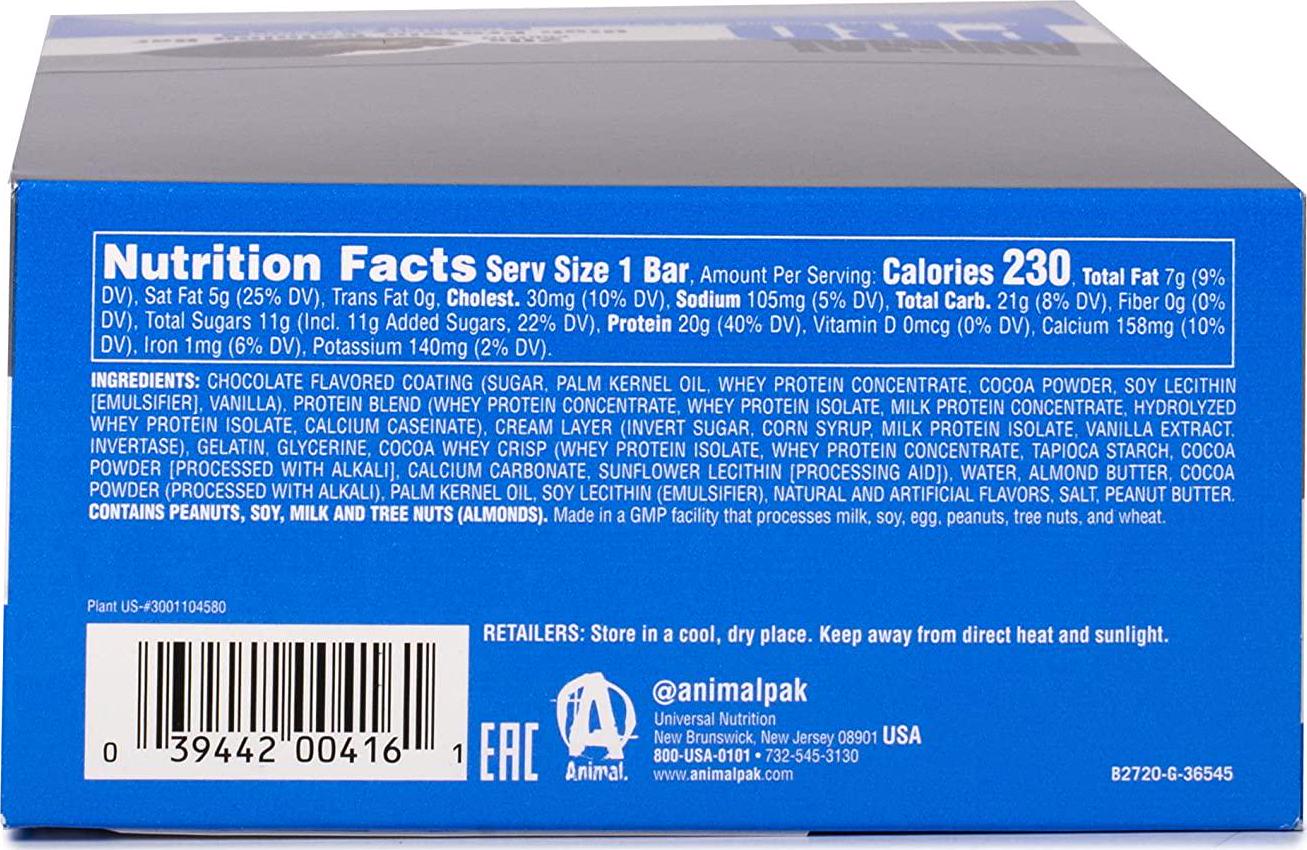 Nutrition Facts Serv Size 1 Bar, Amount Per Serving: Calories 230, Total Fat 7g (9%
DV), Sat Fat 5g (25% DV), Trans Fat 0g, Cholest. 30mg (10% DV), Sodium 105mg (5% DV), Total Carb. 21g (8% DV), Fiber 0g (0%
DV), Total Sugars 11g (Incl. 11g Added Sugars, 22% DV), Protein 20g (40% DV), Vitamin D 0mcg (0% DV), Calcium 158mg (10%
DV), Iron 1mg (6% DV), Potassium 140mg (2% DV).
INGREDIENTS: CHOCOLATE FLAVORED COATING (SUGAR, PALM KERNEL OIL, WHEY PROTEIN CONCENTRATE, COCOA POWDER, SOY LECITHIN
[EMULSIFIER], VANILLA), PROTEIN BLEND (WHEY PROTEIN CONCENTRATE, WHEY PROTEIN ISOLATE, MILK PROTEIN CONCENTRATE, HYDROLYZED
WHEY PROTEIN ISOLATE, CALCIUM CASEINATE), CREAM LAYER (INVERT SUGAR, CORN SYRUP, MILK PROTEIN ISOLATE, VANILLA EXTRACT,
INVERTASE), GELATIN, GLYCERINE, COCOA WHEY CRISP (WHEY PROTEIN ISOLATE, WHEY PROTEIN CONCENTRATE, TAPIOCA STARCH, COCOA
POWDER [PROCESSED WITH ALKALI], CALCIUM CARBONATE, SUNFLOWER LECITHIN [PROCESSING AID]), WATER, ALMOND BUTTER, COCOA
POWDER (PROCESSED WITH ALKALI), PALM KERNEL OIL, SOY LECITHIN (EMULSIFIER), NATURAL AND ARTIFICIAL FLAVORS, SALT, PEANUT BUTTER.
CONTAINS PEANUTS, SOY, MILK AND TREE NUTS (ALMONDS). Made in a GMP facility that processes milk, soy, egg, peanuts, tree nuts, and wheat.
Plant US-#3001104580
RETAILERS: Store in a cool, dry place. Keep away from direct heat and sunlight.
0 39442 00416 1
EAC
A
Animal.
@animalpak
Universal Nutrition
New Brunswick, New Jersey 08901 USA
800-USA-0101 • 732-545-3130
www.animalpak.com
B2720-G-36545